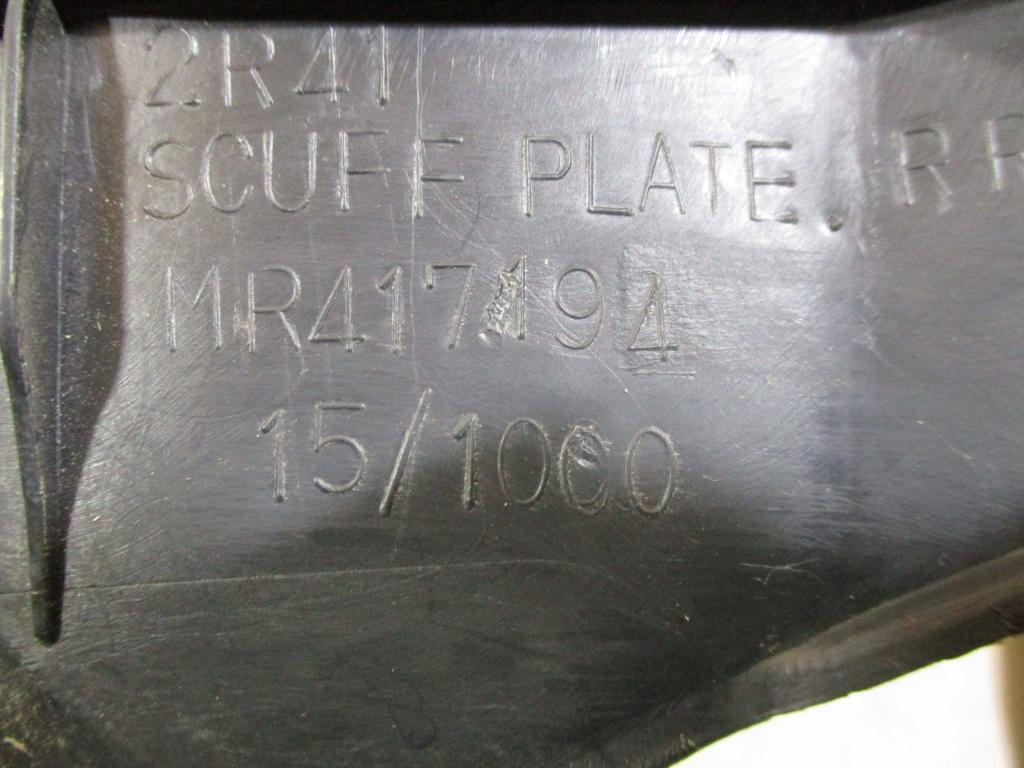 2R41
SCUFF PLATE, RR
MR417194
15/1000